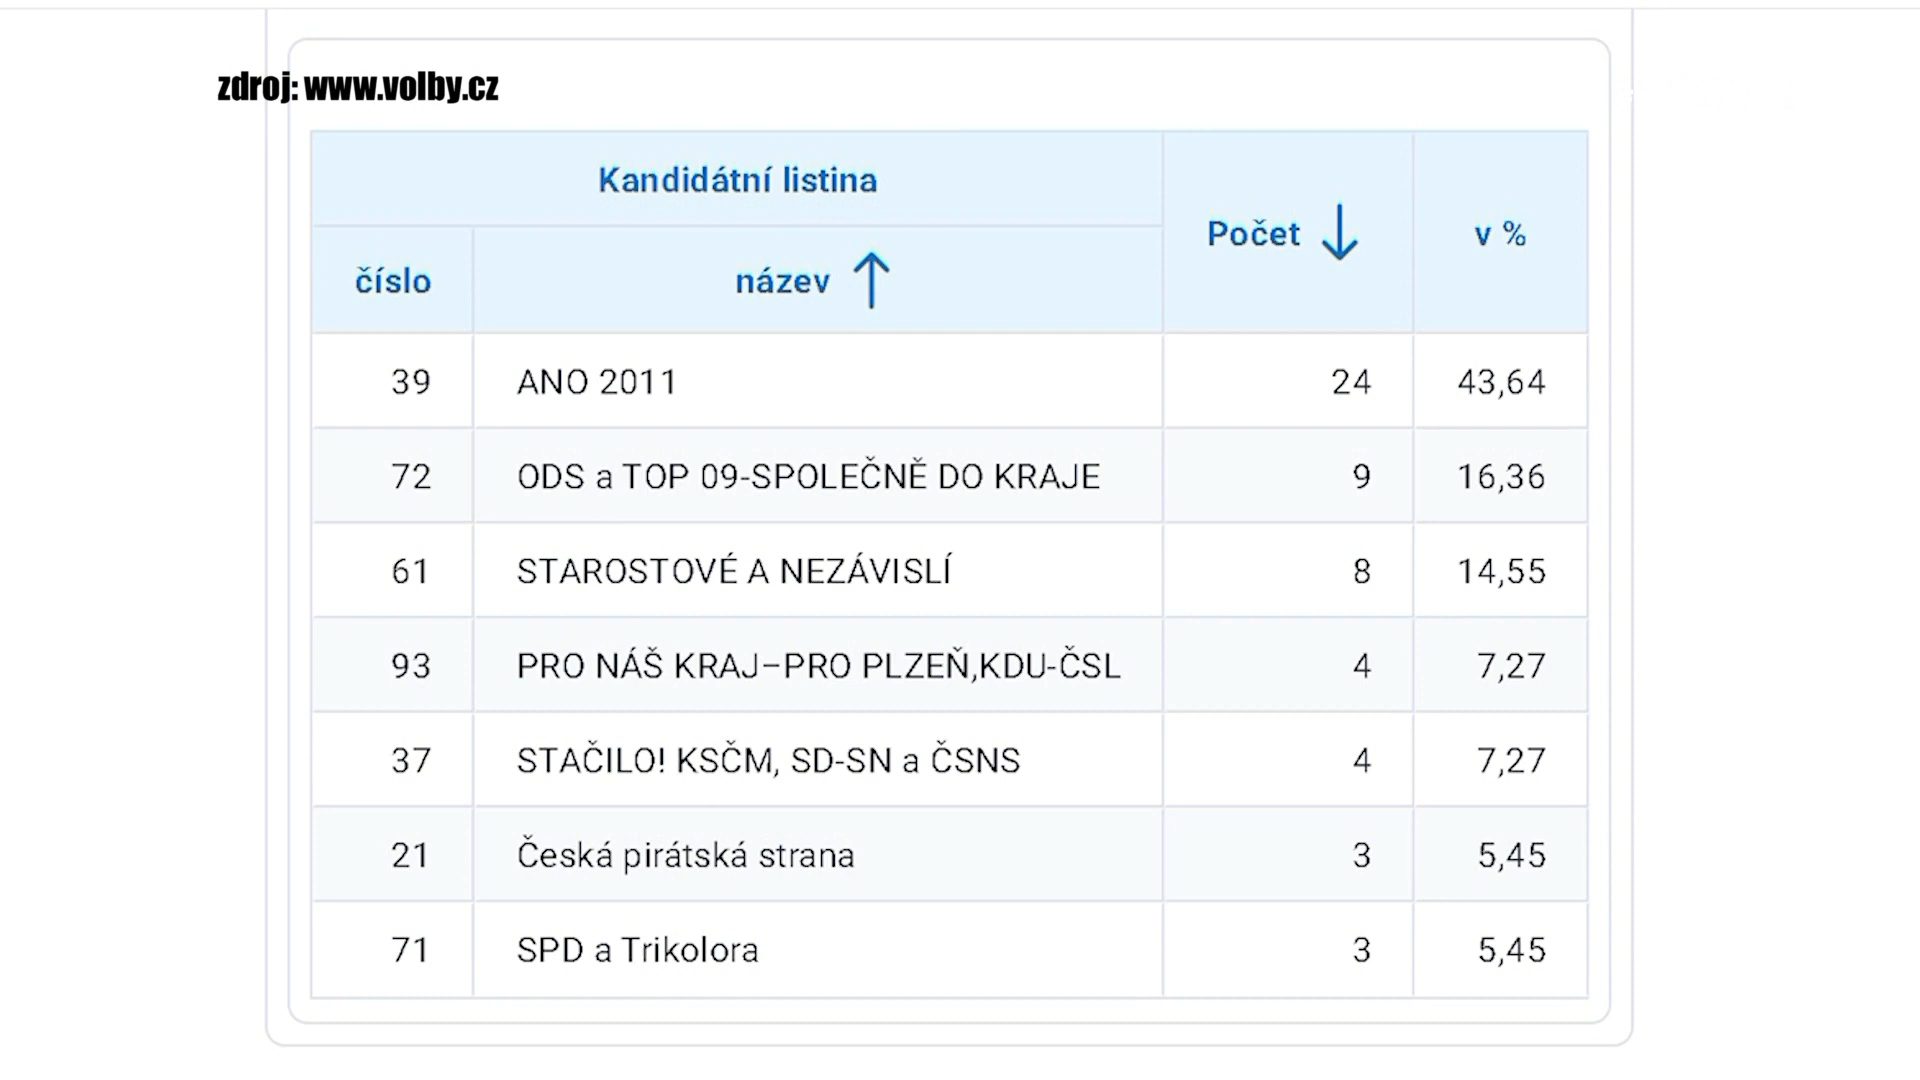 zdroj: www.volby.cz
Kandidátní listina
Počet ↓
v %
číslo
název ↑
39 ANO 2011 24 43,64
72 ODS a TOP 09-SPOLEČNĚ DO KRAJE 9 16,36
61 STAROSTOVÉ A NEZÁVISLÍ 8 14,55
93 PRO NÁŠ KRAJ–PRO PLZEŇ,KDU-ČSL 4 7,27
37 STAČILO! KSČM, SD-SN a ČSNS 4 7,27
21 Česká pirátská strana 3 5,45
71 SPD a Trikolora 3 5,45